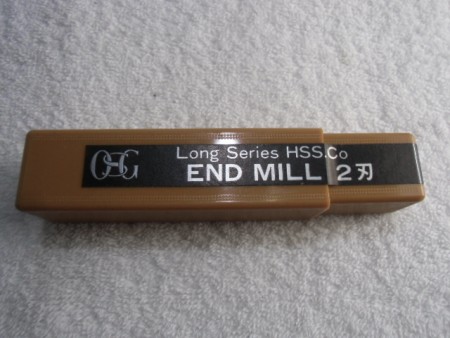 OSG
Long Series HSS.Co
END MILL 2刃